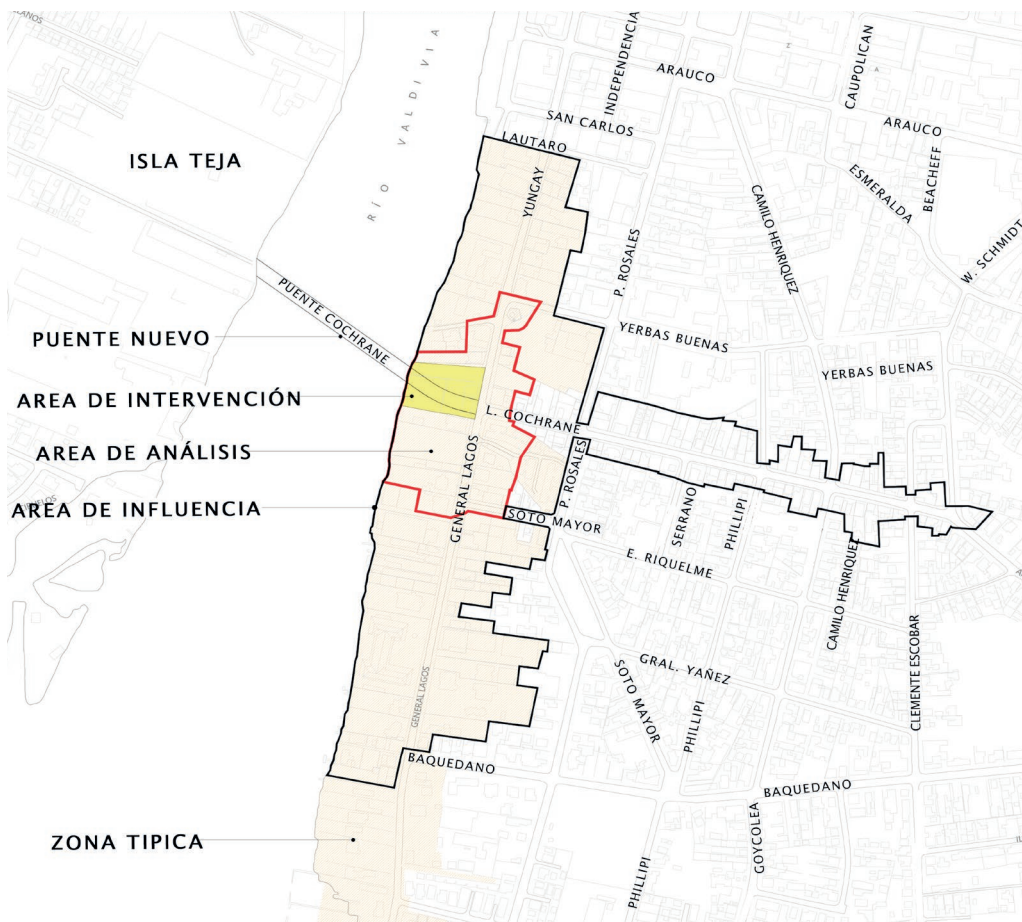 RÍO VALDIVIA
INDEPENDENCIA
ARAUCO
CAUPOLICAN
SAN CARLOS
ARAUCO
LAUTARO
ISLA TEJA
BEACHEFF
ESMERALDA
YUNGAY
CAMILO HENRIQUEZ
W. SCHMIDT
P. ROSALES
PUENTE COCHRANE
PUENTE NUEVO
YERBAS BUENAS
YERBAS BUENAS
AREA DE INTERVENCIÓN
L. COCHRANE
AREA DE ANÁLISIS
GENERAL LAGOS
P. ROSALES
AREA DE INFLUENCIA
SOTO MAYOR
SERRANO
PHILLIPI
E. RIQUELME
CAMILO HENRIQUEZ
CLEMENTE ESCOBAR
GRAL. YAÑEZ
GENERAL LAGOS
SOTO MAYOR
PHILLIPI
BAQUEDANO
BAQUEDANO
GOYCOLEA
ZONA TIPICA
PHILLIPI